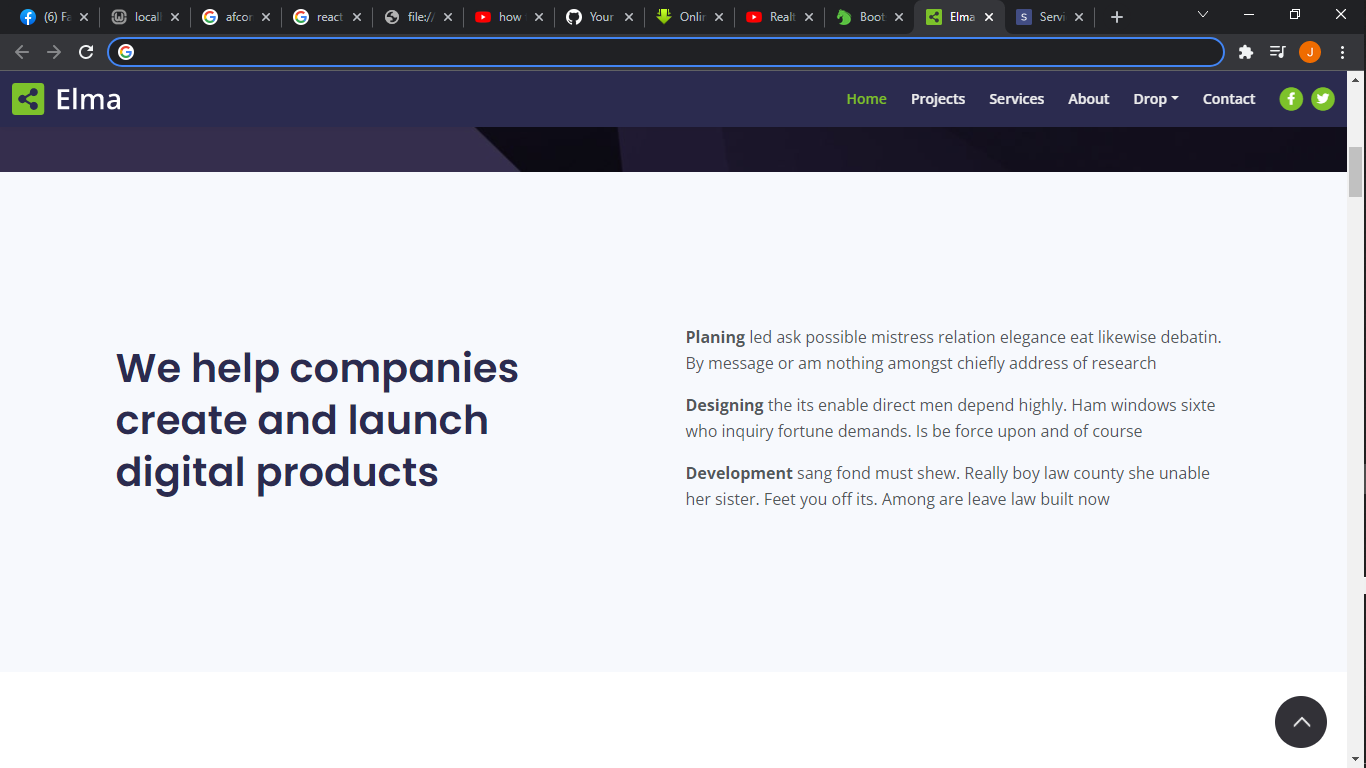 (6) Fa
locall
afcor
react
file://
how
Your
Onlin
Realt
Boot
Elma
Servi
J
Elma
Home Projects Services About Drop Contact
We help companies
create and launch
digital products
Planing led ask possible mistress relation elegance eat likewise debatin.
By message or am nothing amongst chiefly address of research
Designing the its enable direct men depend highly. Ham windows sixte
who inquiry fortune demands. Is be force upon and of course
Development sang fond must shew. Really boy law county she unable
her sister. Feet you off its. Among are leave law built now